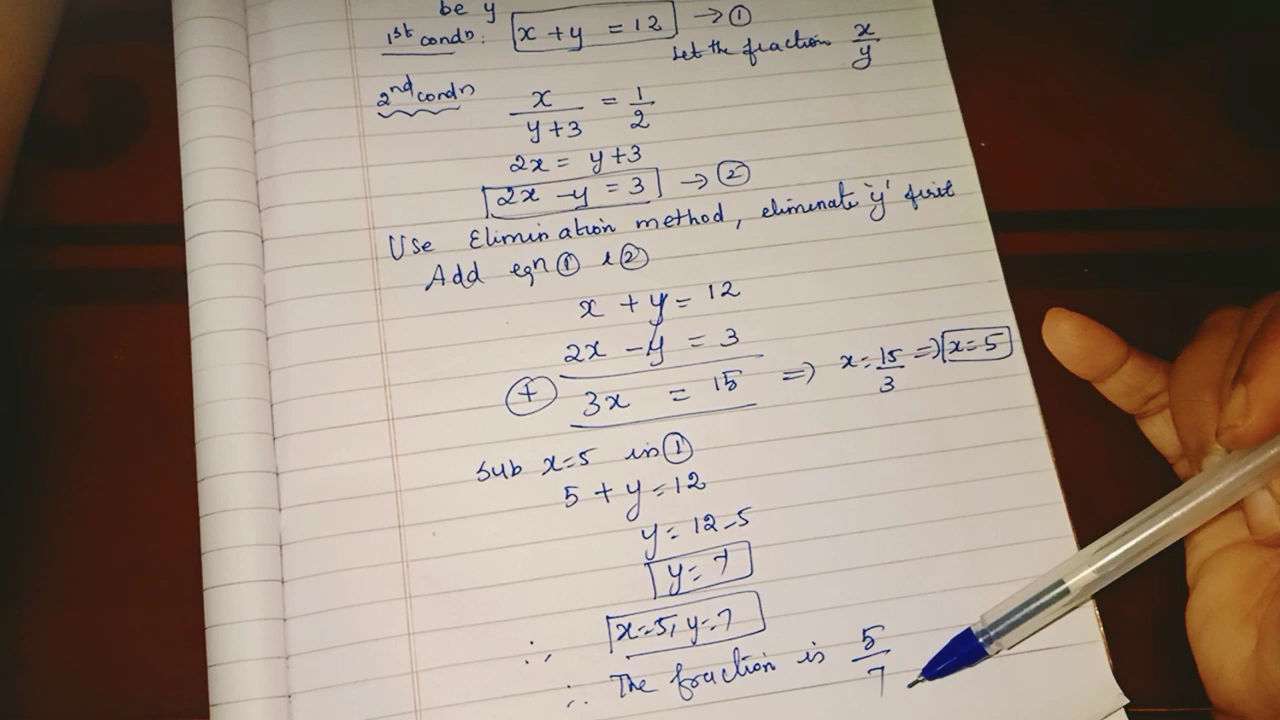 be y
1st condn: x + y = 12 → ①
Let the fraction x/y
2nd condn
x/(y+3) = 1/2
2x = y+3
2x - y = 3 → ②
Use Elimination method, eliminate 'y' first
Add eqn ① & ②
x + y = 12
2x - y = 3
(+) 3x = 15 ⇒ x = 15/3 ⇒ x = 5
Sub x=5 in ①
5 + y = 12
y = 12-5
y = 7
∴ x=5, y=7
∴ The fraction is 5/7